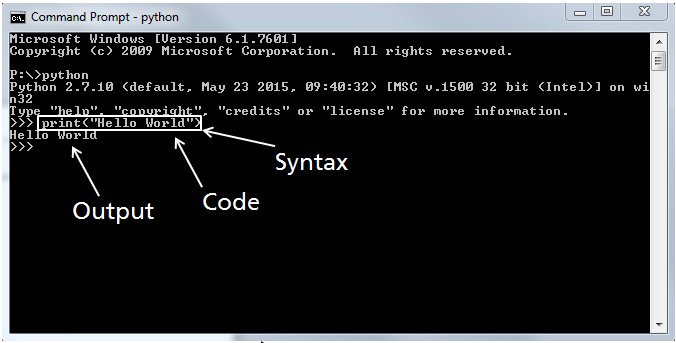 Command Prompt - python
Microsoft Windows [Version 6.1.7601]
Copyright (c) 2009 Microsoft Corporation.  All rights reserved.
P:\>python
Python 2.7.10 (default, May 23 2015, 09:40:32) [MSC v.1500 32 bit (Intel)] on wi
n32
Type "help", "copyright", "credits" or "license" for more information.
>>> print("Hello World")
Hello World
>>>
Syntax
Code
Output